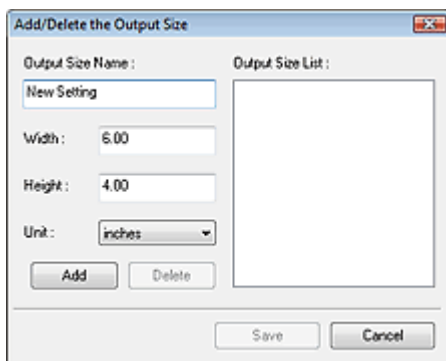 Add/Delete the Output Size
Output Size Name :
New Setting
Width :
6.00
Height :
4.00
Unit :
inches
Add
Delete
Output Size List :
Save
Cancel